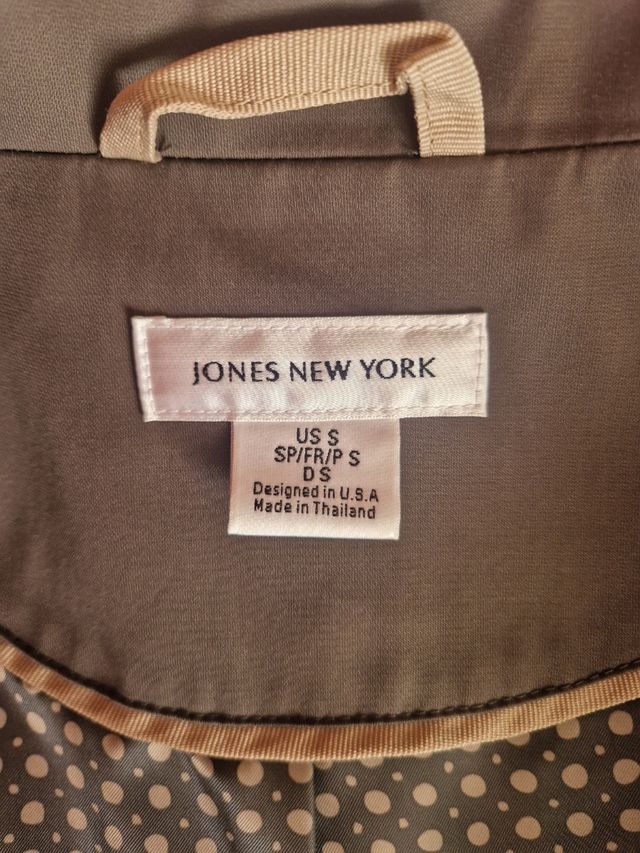 JONES NEW YORK
US S
SP/FR/P S
D S
Designed in U.S.A
Made in Thailand